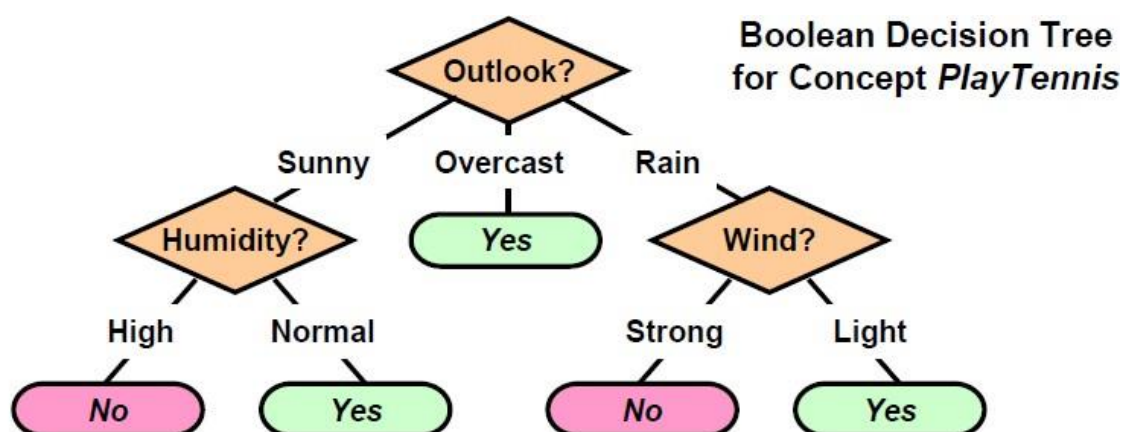 Boolean Decision Tree
for Concept PlayTennis
Outlook?
Sunny Overcast Rain
Humidity? Yes Wind?
High Normal Strong Light
No Yes No Yes